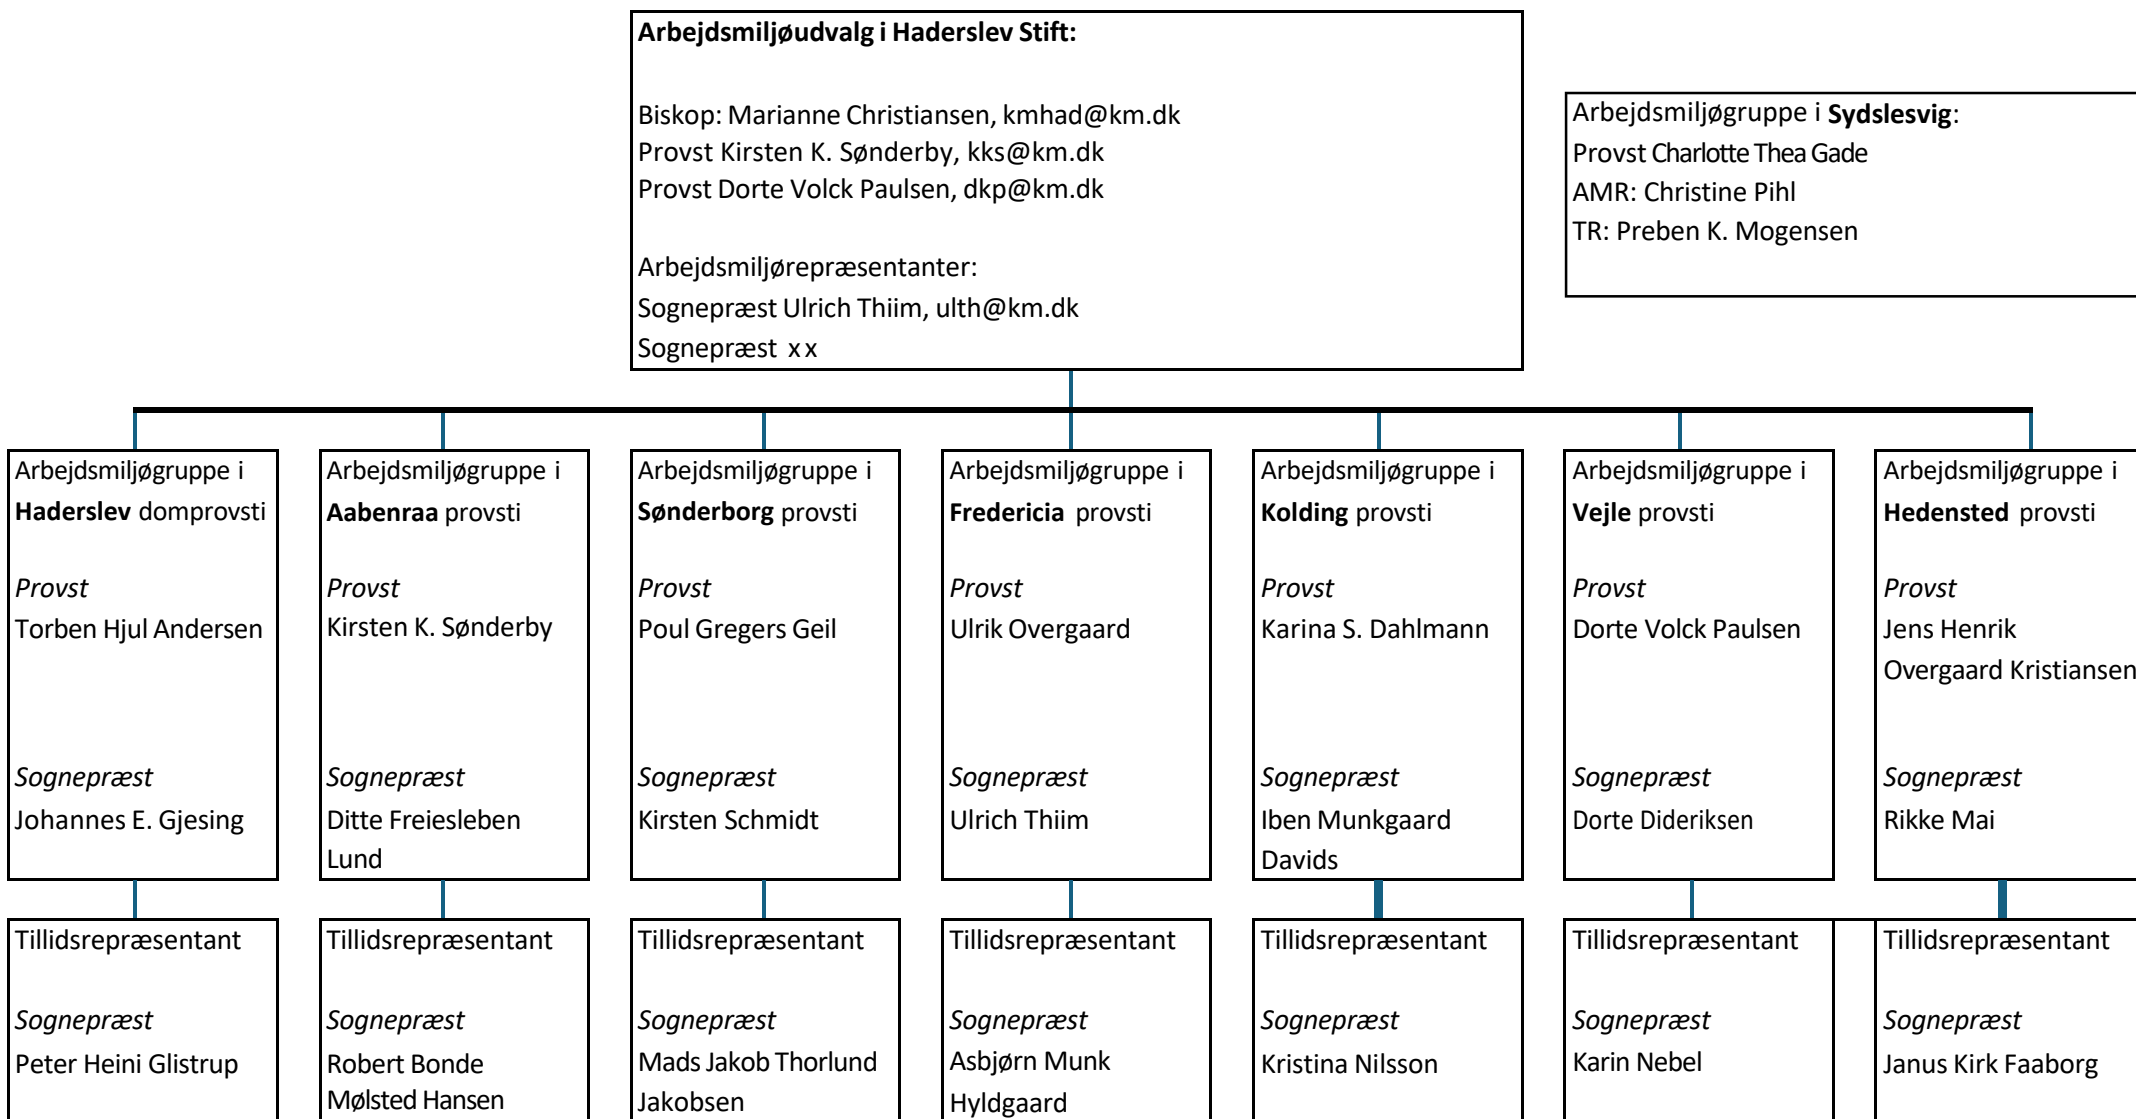 Arbejdsmiljøudvalg i Haderslev Stift:
Biskop: Marianne Christiansen, kmhad@km.dk
Provst Kirsten K. Sønderby, kks@km.dk
Provst Dorte Volck Paulsen, dkp@km.dk
Arbejdsmiljørepræsentanter:
Sognepræst Ulrich Thiim, ulth@km.dk
Sognepræst x x
Arbejdsmiljøgruppe i Sydslesvig:
Provst Charlotte Thea Gade
AMR: Christine Pihl
TR: Preben K. Mogensen
Arbejdsmiljøgruppe i
Haderslev domprovsti
Provst
Torben Hjul Andersen
Sognepræst
Johannes E. Gjesing
Arbejdsmiljøgruppe i
Aabenraa provsti
Provst
Kirsten K. Sønderby
Sognepræst
Ditte Freiesleben
Lund
Arbejdsmiljøgruppe i
Sønderborg provsti
Provst
Poul Gregers Geil
Sognepræst
Kirsten Schmidt
Arbejdsmiljøgruppe i
Fredericia provsti
Provst
Ulrik Overgaard
Sognepræst
Ulrich Thiim
Arbejdsmiljøgruppe i
Kolding provsti
Provst
Karina S. Dahlmann
Sognepræst
Iben Munkgaard
Davids
Arbejdsmiljøgruppe i
Vejle provsti
Provst
Dorte Volck Paulsen
Sognepræst
Dorte Dideriksen
Arbejdsmiljøgruppe i
Hedensted provsti
Provst
Jens Henrik
Overgaard Kristiansen
Sognepræst
Rikke Mai
Tillidsrepræsentant
Sognepræst
Peter Heini Glistrup
Tillidsrepræsentant
Sognepræst
Robert Bonde
Mølsted Hansen
Tillidsrepræsentant
Sognepræst
Mads Jakob Thorlund
Jakobsen
Tillidsrepræsentant
Sognepræst
Asbjørn Munk
Hyldgaard
Tillidsrepræsentant
Sognepræst
Kristina Nilsson
Tillidsrepræsentant
Sognepræst
Karin Nebel
Tillidsrepræsentant
Sognepræst
Janus Kirk Faaborg